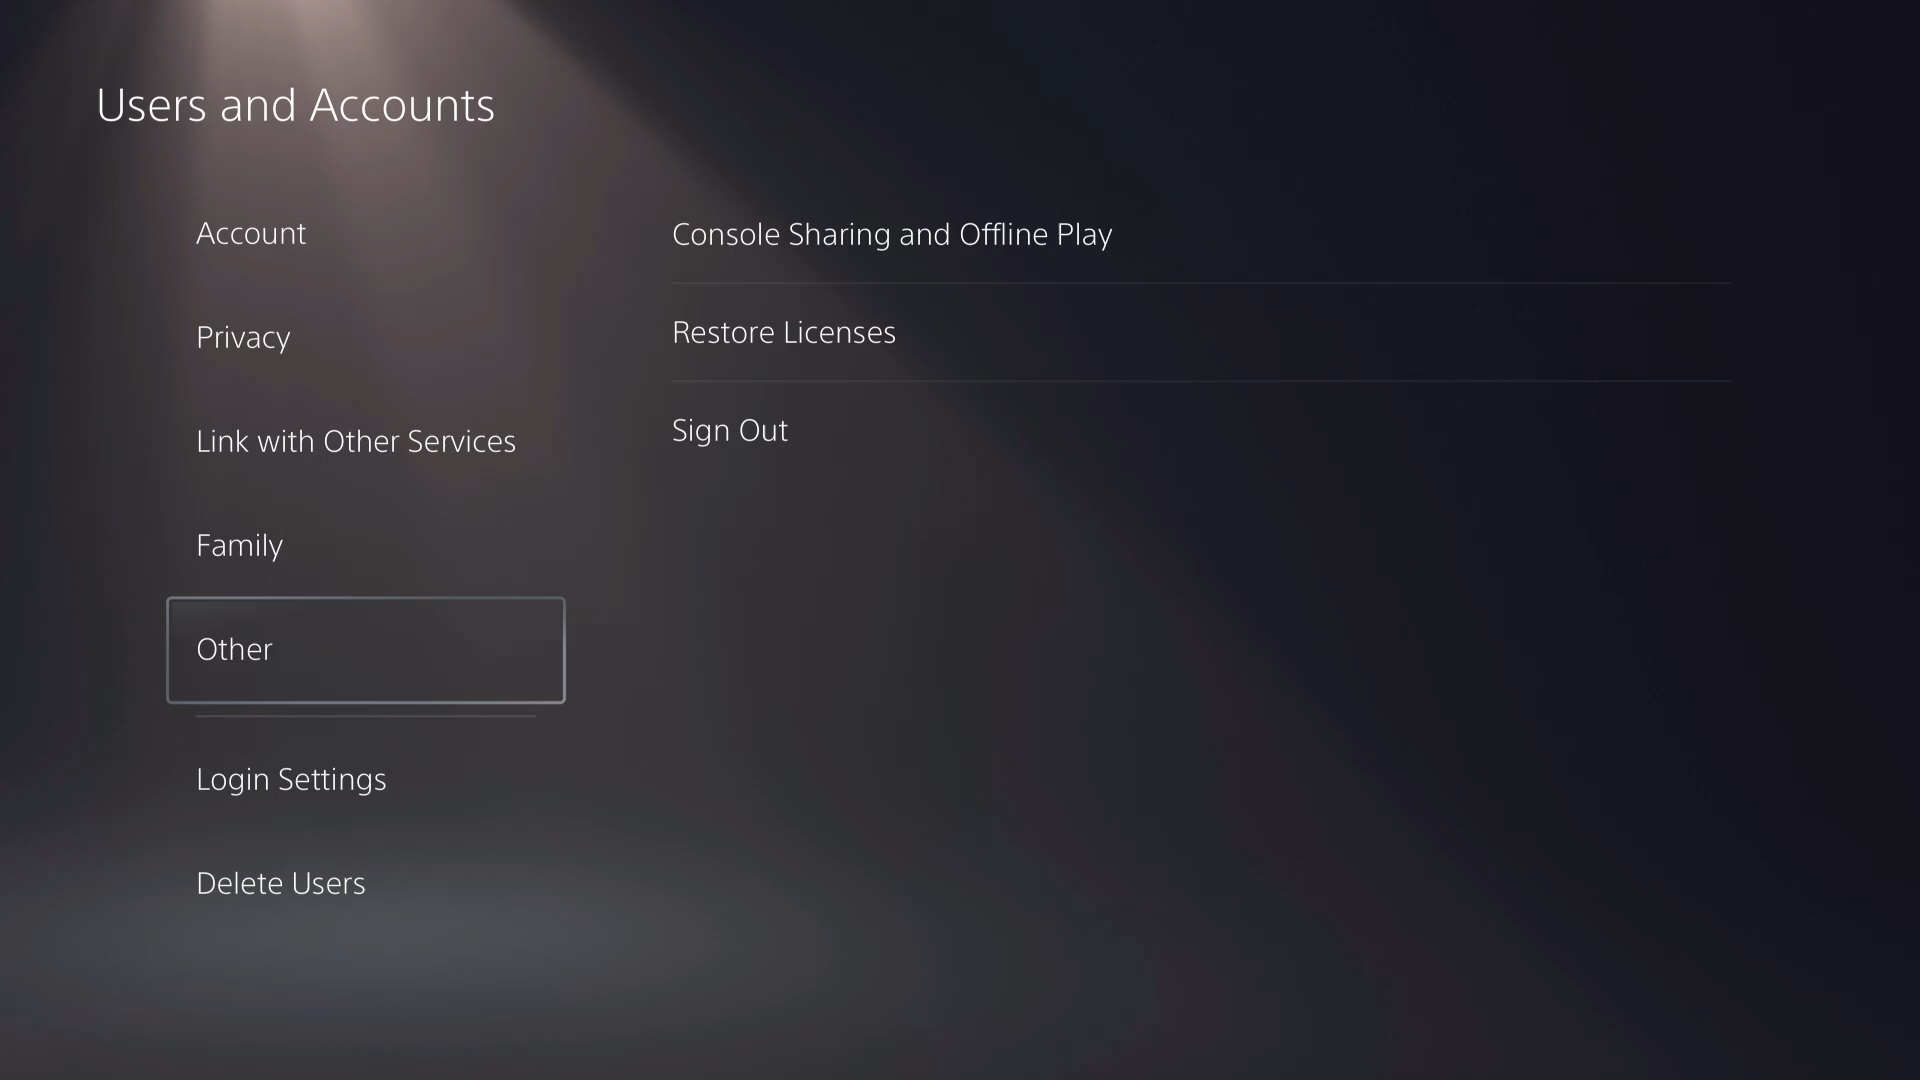 Users and Accounts
Account
Privacy
Link with Other Services
Family
Other
Login Settings
Delete Users
Console Sharing and Offline Play
Restore Licenses
Sign Out